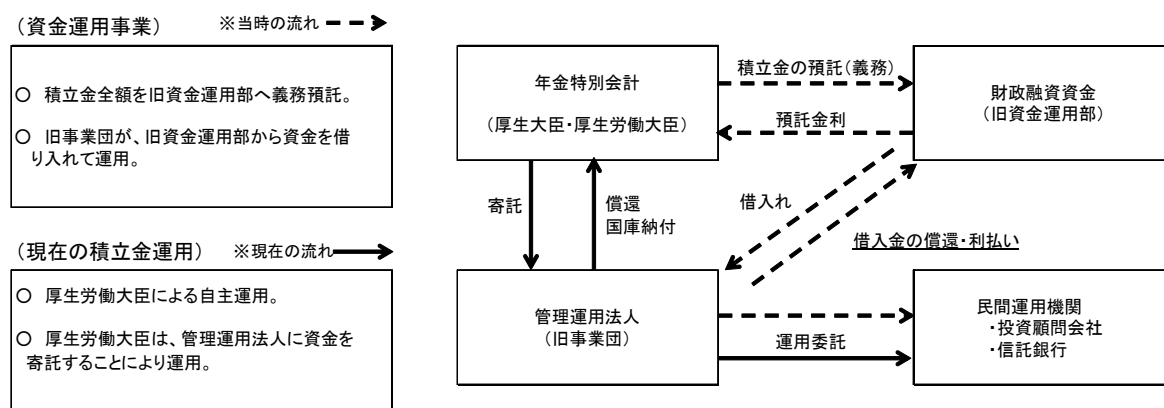 （資金運用事業）　※当時の流れ
○ 積立金全額を旧資金運用部へ義務預託。
○ 旧事業団が、旧資金運用部から資金を借
り入れて運用。
（現在の積立金運用）　※現在の流れ
○ 厚生労働大臣による自主運用。
○ 厚生労働大臣は、管理運用法人に資金を
寄託することにより運用。
年金特別会計
（厚生大臣・厚生労働大臣）
積立金の預託（義務）
預託金利
財政融資資金
（旧資金運用部）
寄託
償還
国庫納付
借入れ
借入金の償還・利払い
管理運用法人
（旧事業団）
運用委託
民間運用機関
・投資顧問会社
・信託銀行